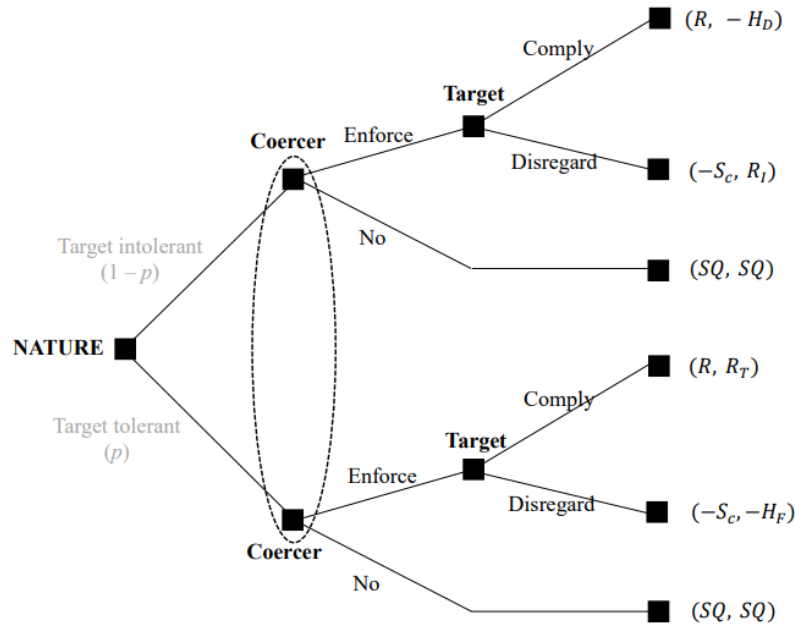 (R, − H_D)
Comply
Target
Enforce
Coercer
Disregard
(−S_c, R_I)
No
Target intolerant
(1 – p)
(SQ, SQ)
NATURE
(R, R_T)
Comply
Target tolerant
(p)
Target
Enforce
Disregard
(−S_c, −H_F)
Coercer
No
(SQ, SQ)